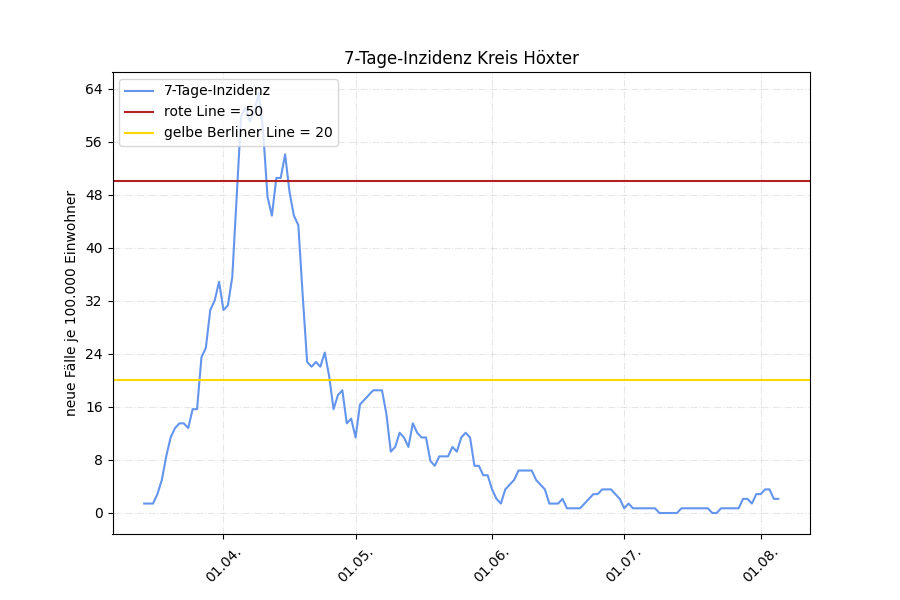 7-Tage-Inzidenz Kreis Höxter
7-Tage-Inzidenz
rote Line = 50
gelbe Berliner Line = 20
neue Fälle je 100.000 Einwohner
64
56
48
40
32
24
16
8
0
01.04.
01.05.
01.06.
01.07.
01.08.